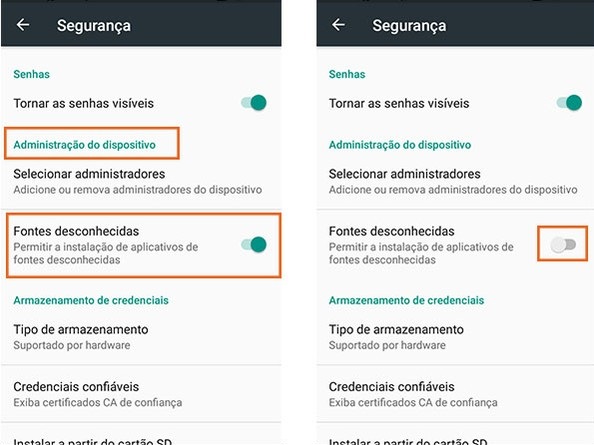 Segurança
Senhas
Tornar as senhas visíveis
Administração do dispositivo
Selecionar administradores
Adicione ou remova administradores do dispositivo
Fontes desconhecidas
Permitir a instalação de aplicativos de
fontes desconhecidas
Armazenamento de credenciais
Tipo de armazenamento
Suportado por hardware
Credenciais confiáveis
Exiba certificados CA de confiança
Instalar a partir do cartão SD
Segurança
Senhas
Tornar as senhas visíveis
Administração do dispositivo
Selecionar administradores
Adicione ou remova administradores do dispositivo
Fontes desconhecidas
Permitir a instalação de aplicativos de
fontes desconhecidas
Armazenamento de credenciais
Tipo de armazenamento
Suportado por hardware
Credenciais confiáveis
Exiba certificados CA de confiança
Instalar a partir do cartão SD